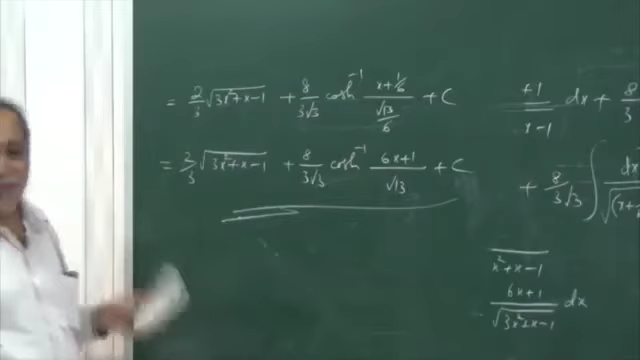 = 2/3 √(3x²+x-1) + 8/(3√3) cosh⁻¹ (x+1/6)/(√13/6) + C
= 2/3 √(3x²+x-1) + 8/(3√3) cosh⁻¹ (6x+1)/√13 + C
+1
x-1 dx + 8/3
+ 8/(3√3) ∫ dx
x²+x-1
(6x+1)/√(3x²+x-1) dx